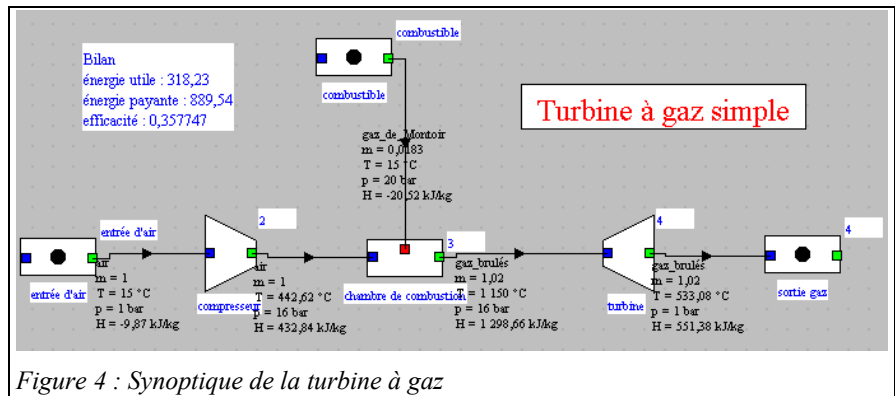 combustible
Bilan
énergie utile : 318,23
énergie payante : 889,54
efficacité : 0,357747
combustible
Turbine à gaz simple
gaz_de_Montoir
m = 0,0183
T = 15 °C
p = 20 bar
H = -20,52 kJ/kg
entrée d'air
2
3
4
4
entrée d'air
air
m = 1
T = 15 °C
p = 1 bar
H = -9,87 kJ/kg
compresseur
air
m = 1
T = 442,62 °C
p = 16 bar
H = 432,84 kJ/kg
chambre de combustion
gaz_brulés
m = 1,02
T = 1 150 °C
p = 16 bar
H = 1 298,66 kJ/kg
turbine
gaz_brulés
m = 1,02
T = 533,08 °C
p = 1 bar
H = 551,38 kJ/kg
sortie gaz
Figure 4 : Synoptique de la turbine à gaz